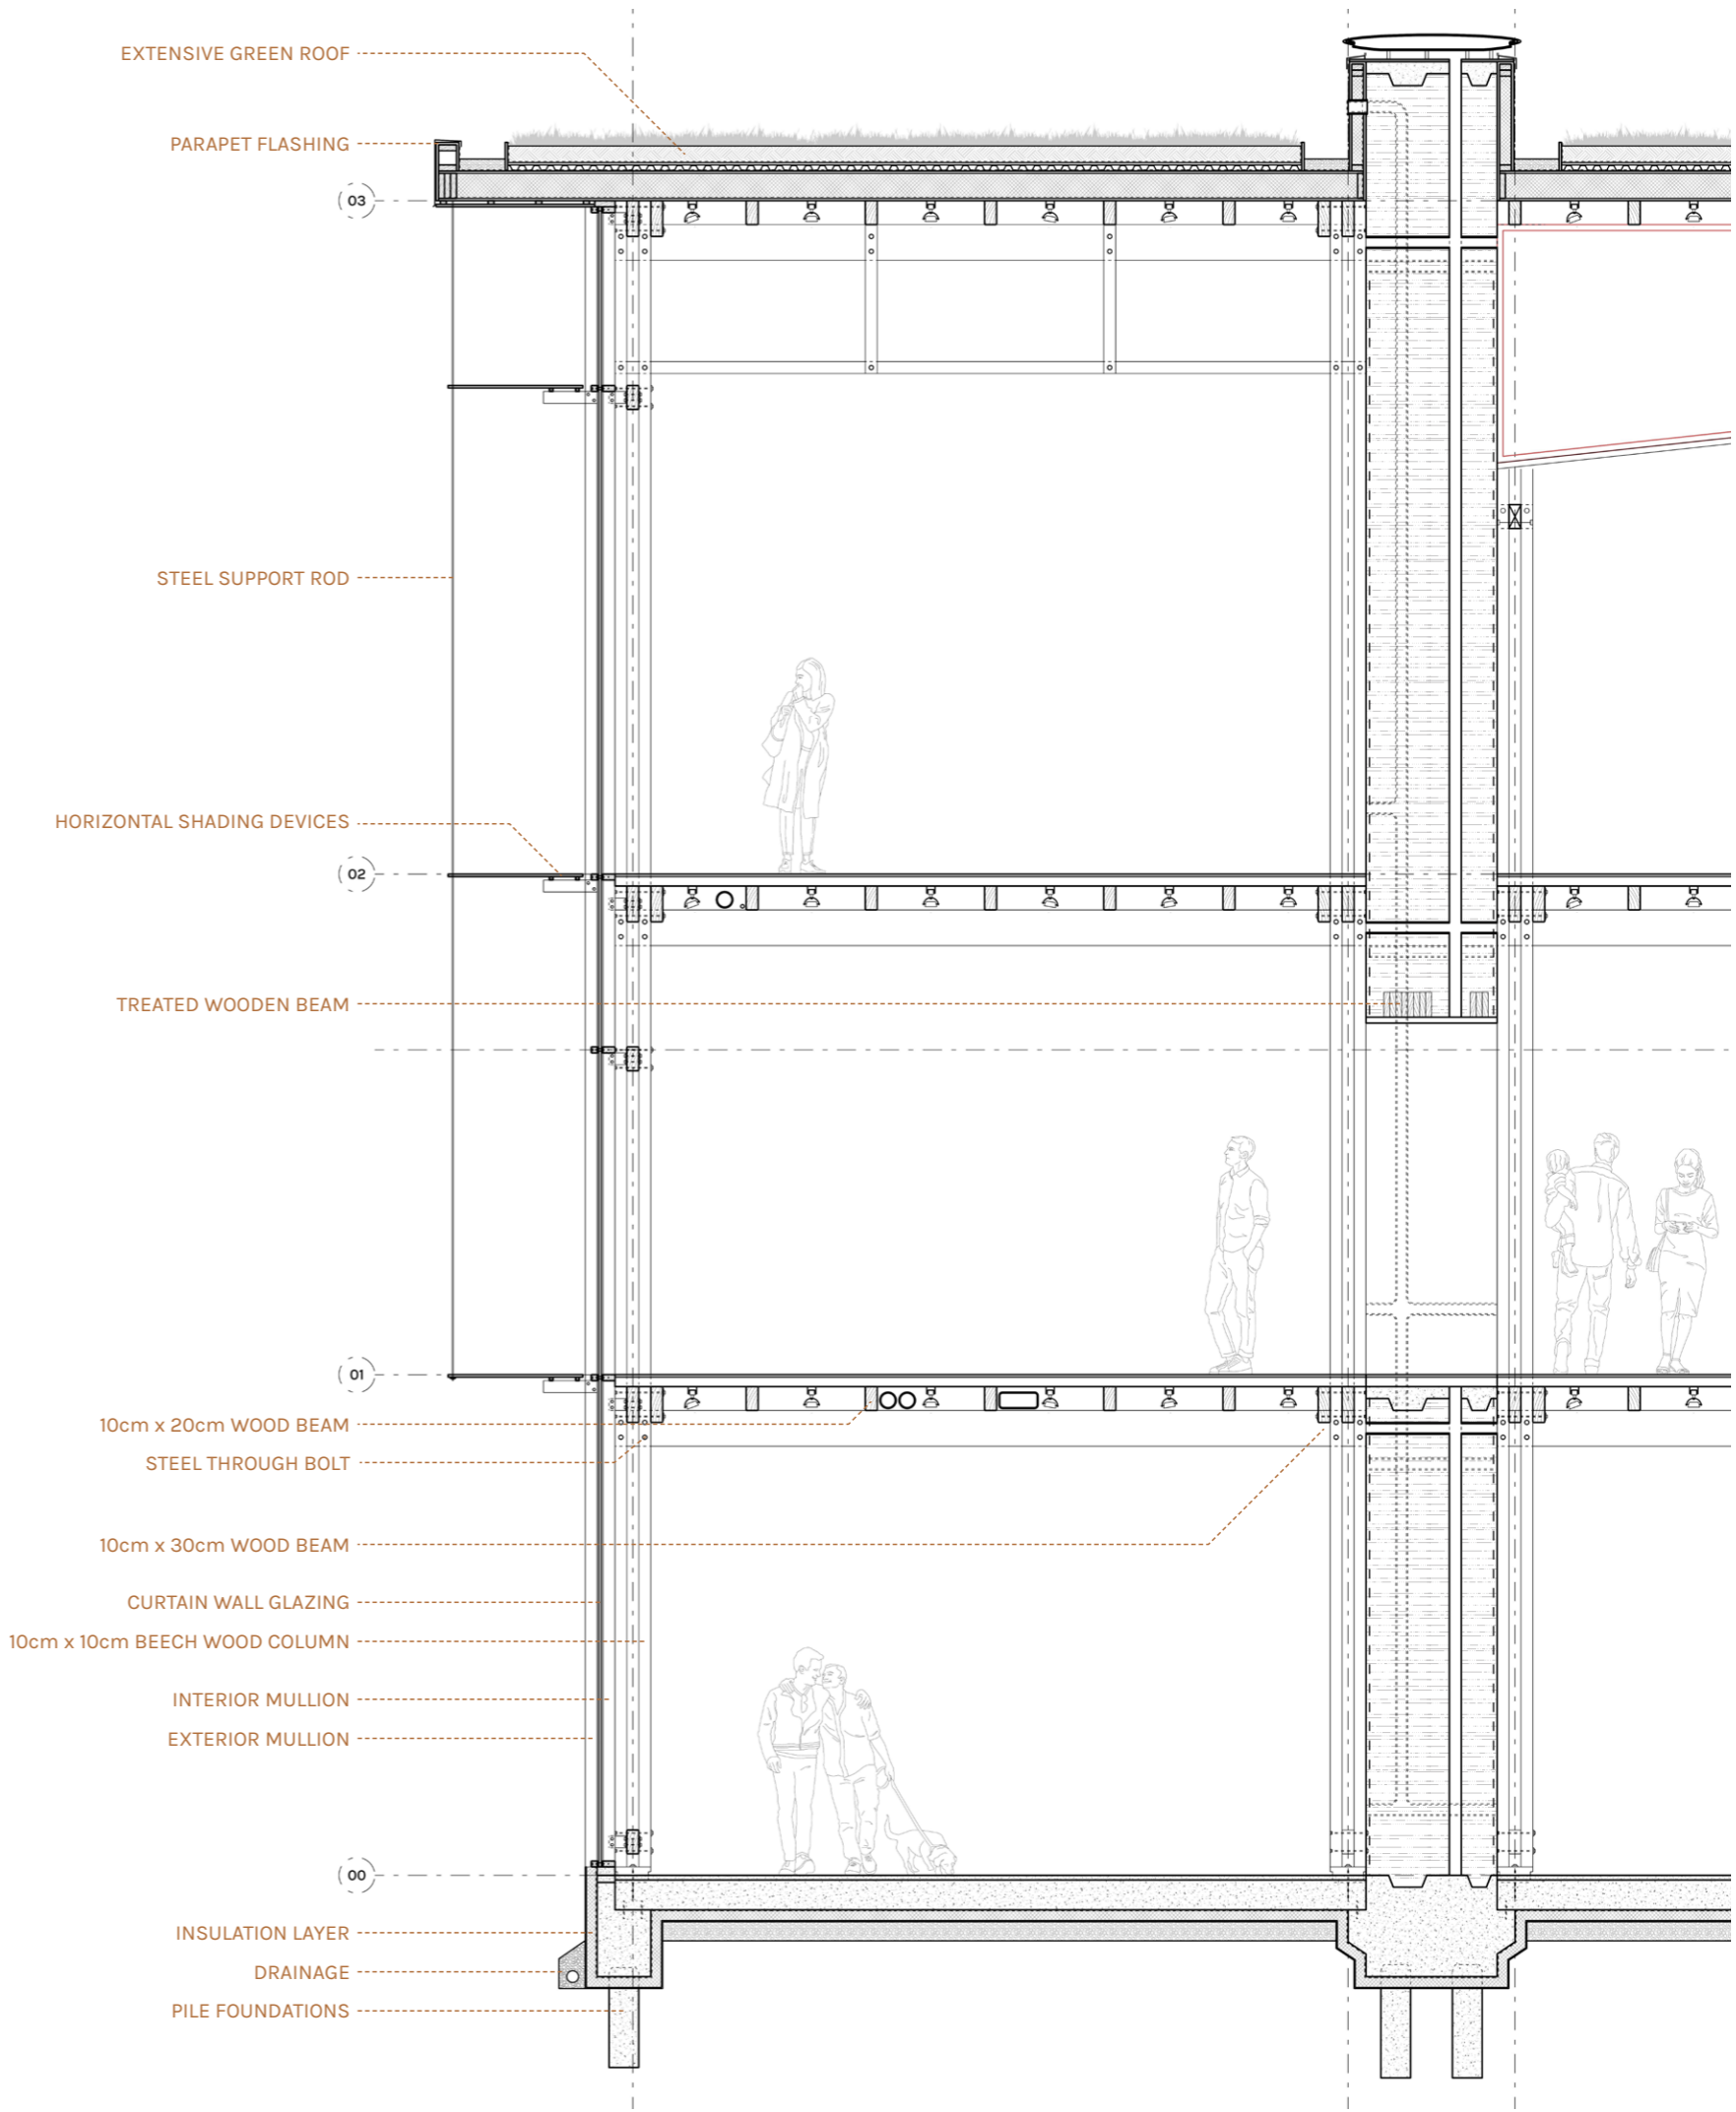 EXTENSIVE GREEN ROOF
PARAPET FLASHING
03
STEEL SUPPORT ROD
HORIZONTAL SHADING DEVICES
02
TREATED WOODEN BEAM
01
10cm x 20cm WOOD BEAM
STEEL THROUGH BOLT
10cm x 30cm WOOD BEAM
CURTAIN WALL GLAZING
10cm x 10cm BEECH WOOD COLUMN
INTERIOR MULLION
EXTERIOR MULLION
00
INSULATION LAYER
DRAINAGE
PILE FOUNDATIONS